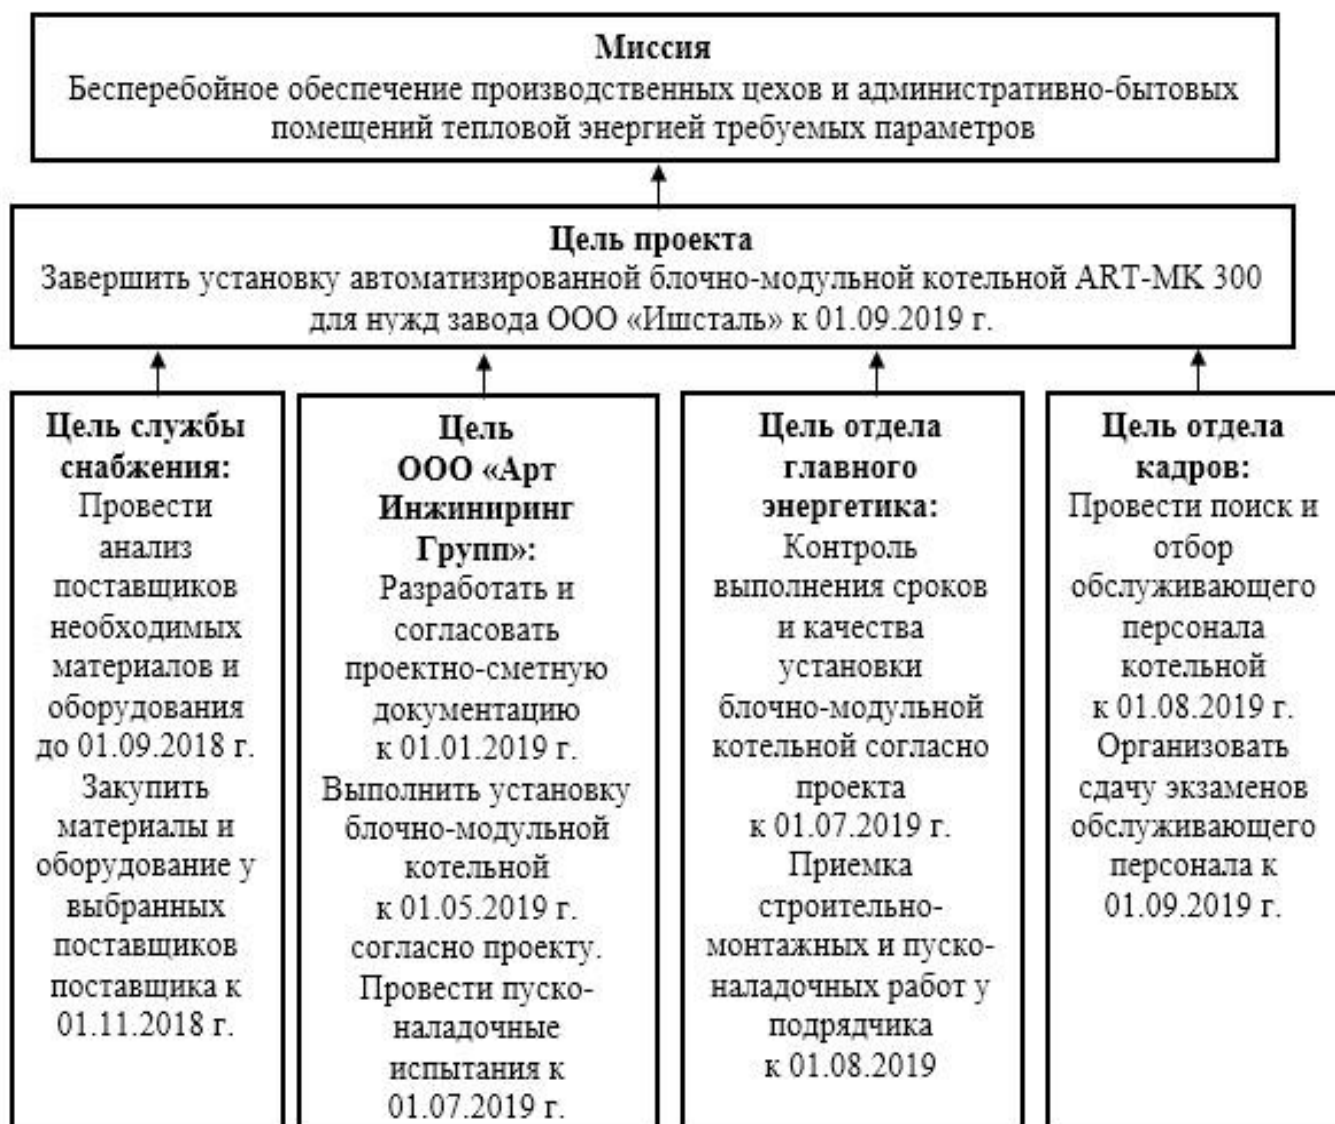 Миссия
Бесперебойное обеспечение производственных цехов и административно-бытовых
помещений тепловой энергией требуемых параметров
Цель проекта
Завершить установку автоматизированной блочно-модульной котельной ART-МК 300
для нужд завода ООО «Ишсталь» к 01.09.2019 г.
Цель службы
снабжения:
Провести
анализ
поставщиков
необходимых
материалов и
оборудования
до 01.09.2018 г.
Закупить
материалы и
оборудование у
выбранных
поставщиков
поставщика к
01.11.2018 г.
Цель
ООО «Арт
Инжиниринг
Групп»:
Разработать и
согласовать
проектно-сметную
документацию
к 01.01.2019 г.
Выполнить установку
блочно-модульной
котельной
к 01.05.2019 г.
согласно проекту.
Провести пуско-
наладочные
испытания к
01.07.2019 г.
Цель отдела
главного
энергетика:
Контроль
выполнения сроков
и качества
установки
блочно-модульной
котельной согласно
проекта
к 01.07.2019 г.
Приемка
строительно-
монтажных и пуско-
наладочных работ у
подрядчика
к 01.08.2019
Цель отдела
кадров:
Провести поиск и
отбор
обслуживающего
персонала
котельной
к 01.08.2019 г.
Организовать
сдачу экзаменов
обслуживающего
персонала к
01.09.2019 г.